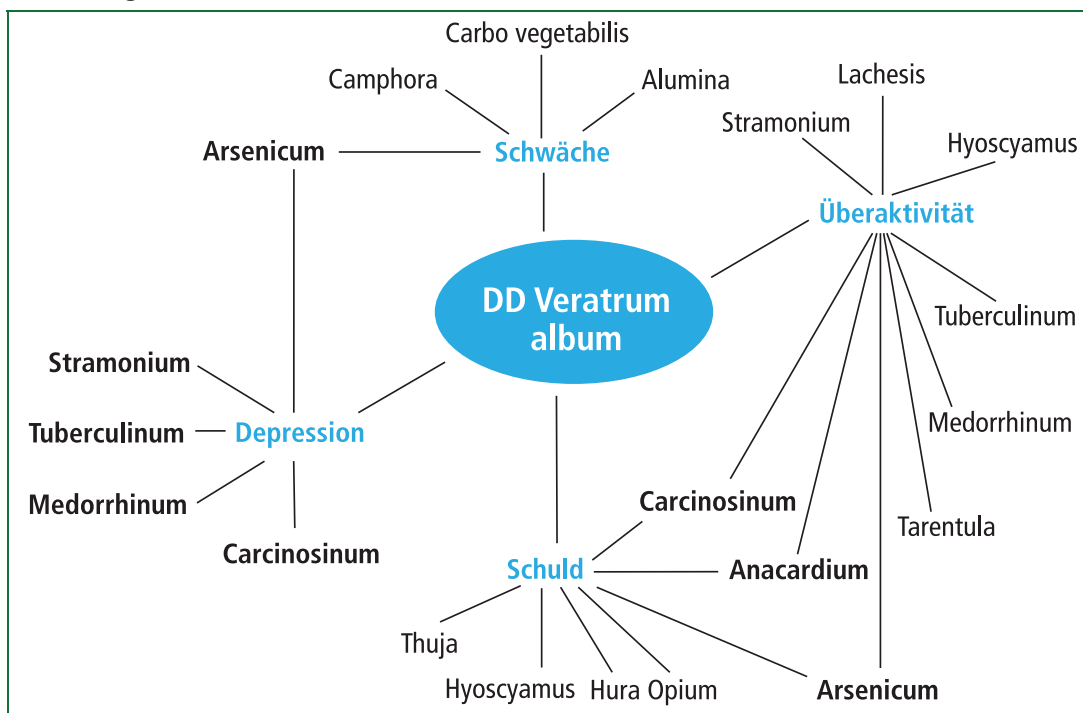 Carbo vegetabilis
Camphora
Alumina
Lachesis
Stramonium
Hyoscyamus
Arsenicum
Schwäche
Überaktivität
DD Veratrum
album
Tuberculinum
Stramonium
Tuberculinum
Depression
Medorrhinum
Medorrhinum
Carcinosinum
Carcinosinum
Tarentula
Schuld
Anacardium
Thuja
Hyoscyamus
Hura Opium
Arsenicum